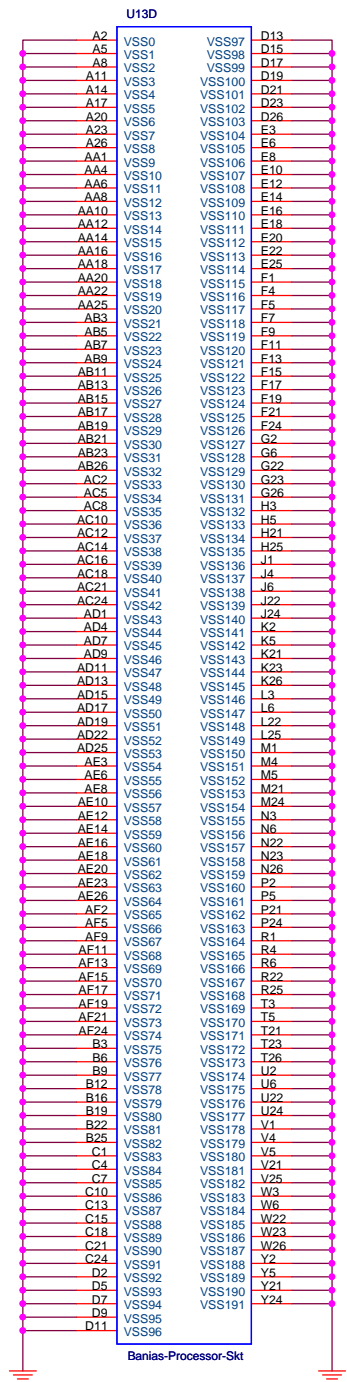 U13D
A2 VSS0 VSS97 D13
A5 VSS1 VSS98 D15
A8 VSS2 VSS99 D17
A11 VSS3 VSS100 D19
A14 VSS4 VSS101 D21
A17 VSS5 VSS102 D23
A20 VSS6 VSS103 D26
A23 VSS7 VSS104 E3
A26 VSS8 VSS105 E6
AA1 VSS9 VSS106 E8
AA4 VSS10 VSS107 E10
AA6 VSS11 VSS108 E12
AA8 VSS12 VSS109 E14
AA10 VSS13 VSS110 E16
AA12 VSS14 VSS111 E18
AA14 VSS15 VSS112 E20
AA16 VSS16 VSS113 E22
AA18 VSS17 VSS114 E25
AA20 VSS18 VSS115 F1
AA22 VSS19 VSS116 F4
AA25 VSS20 VSS117 F5
AB3 VSS21 VSS118 F7
AB5 VSS22 VSS119 F9
AB7 VSS23 VSS120 F11
AB9 VSS24 VSS121 F13
AB11 VSS25 VSS122 F15
AB13 VSS26 VSS123 F17
AB15 VSS27 VSS124 F19
AB17 VSS28 VSS125 F21
AB19 VSS29 VSS126 F24
AB21 VSS30 VSS127 G2
AB23 VSS31 VSS128 G6
AB26 VSS32 VSS129 G22
AC2 VSS33 VSS130 G23
AC5 VSS34 VSS131 G26
AC8 VSS35 VSS132 H3
AC10 VSS36 VSS133 H5
AC12 VSS37 VSS134 H21
AC14 VSS38 VSS135 H25
AC16 VSS39 VSS136 J1
AC18 VSS40 VSS137 J4
AC21 VSS41 VSS138 J6
AC24 VSS42 VSS139 J22
AD1 VSS43 VSS140 J24
AD4 VSS44 VSS141 K2
AD7 VSS45 VSS142 K5
AD9 VSS46 VSS143 K21
AD11 VSS47 VSS144 K23
AD13 VSS48 VSS145 K26
AD15 VSS49 VSS146 L3
AD17 VSS50 VSS147 L6
AD19 VSS51 VSS148 L22
AD22 VSS52 VSS149 L25
AD25 VSS53 VSS150 M1
AE3 VSS54 VSS151 M4
AE6 VSS55 VSS152 M5
AE8 VSS56 VSS153 M21
AE10 VSS57 VSS154 M24
AE12 VSS58 VSS155 N3
AE14 VSS59 VSS156 N6
AE16 VSS60 VSS157 N22
AE18 VSS61 VSS158 N23
AE20 VSS62 VSS159 N26
AE23 VSS63 VSS160 P2
AE26 VSS64 VSS161 P5
AF2 VSS65 VSS162 P21
AF5 VSS66 VSS163 P24
AF9 VSS67 VSS164 R1
AF11 VSS68 VSS165 R4
AF13 VSS69 VSS166 R6
AF15 VSS70 VSS167 R22
AF17 VSS71 VSS168 R25
AF19 VSS72 VSS169 T3
AF21 VSS73 VSS170 T5
AF24 VSS74 VSS171 T21
B3 VSS75 VSS172 T23
B6 VSS76 VSS173 T26
B9 VSS77 VSS174 U2
B12 VSS78 VSS175 U6
B16 VSS79 VSS176 U22
B19 VSS80 VSS177 U24
B22 VSS81 VSS178 V1
B25 VSS82 VSS179 V4
C1 VSS83 VSS180 V5
C4 VSS84 VSS181 V21
C7 VSS85 VSS182 V25
C10 VSS86 VSS183 W3
C13 VSS87 VSS184 W6
C15 VSS88 VSS185 W22
C18 VSS89 VSS186 W23
C21 VSS90 VSS187 W26
C24 VSS91 VSS188 Y2
D2 VSS92 VSS189 Y5
D5 VSS93 VSS190 Y21
D7 VSS94 VSS191 Y24
D9 VSS95
D11 VSS96
Banias-Processor-Skt